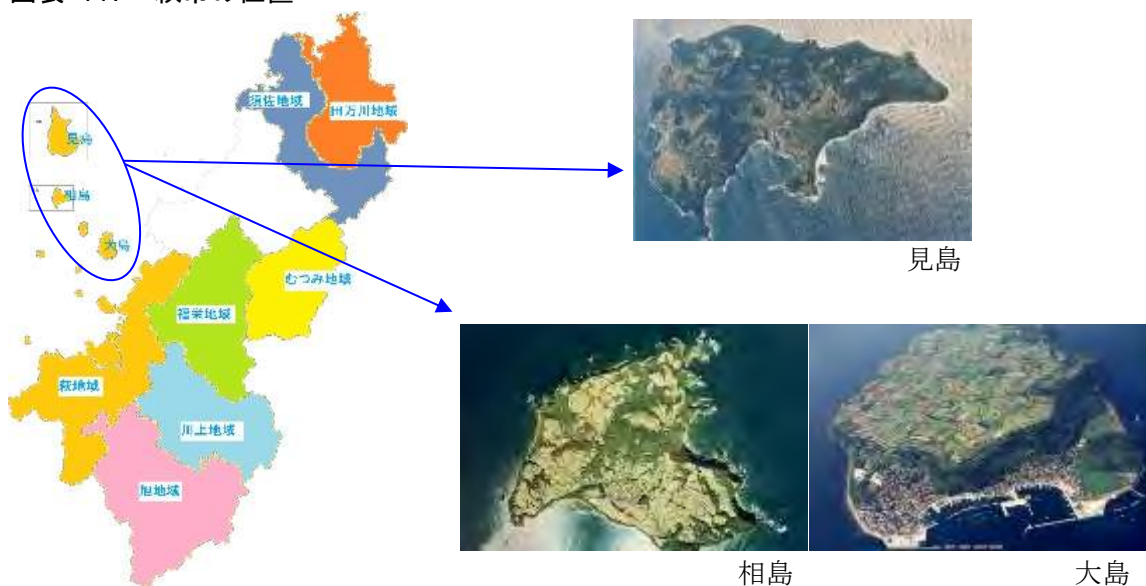 須佐地域
田万川地域
見島
相島
大島
むつみ地域
福栄地域
萩地域
川上地域
旭地域
見島
相島
大島